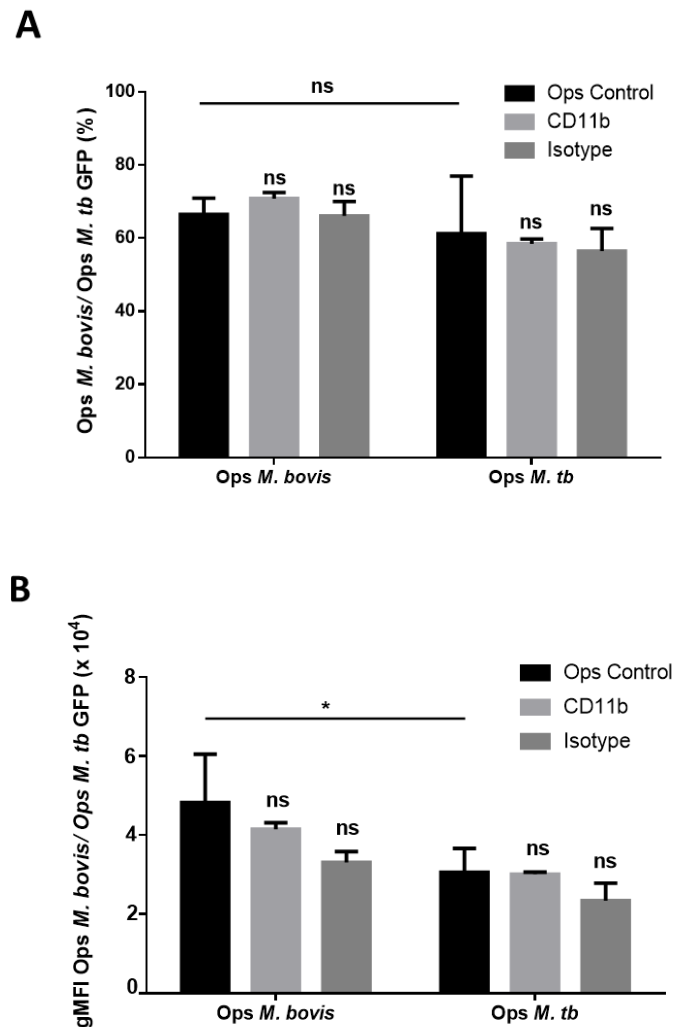 A
Ops M. bovis/ Ops M. tb GFP (%)
100
80
60
40
20
0
ns
Ops Control
CD11b
Isotype
ns
ns
ns
ns
Ops M. bovis
Ops M. tb
B
gMFI Ops M. bovis/ Ops M. tb GFP (x 10⁴)
8
6
4
2
0
*
Ops Control
CD11b
Isotype
ns
ns
ns
ns
Ops M. bovis
Ops M. tb